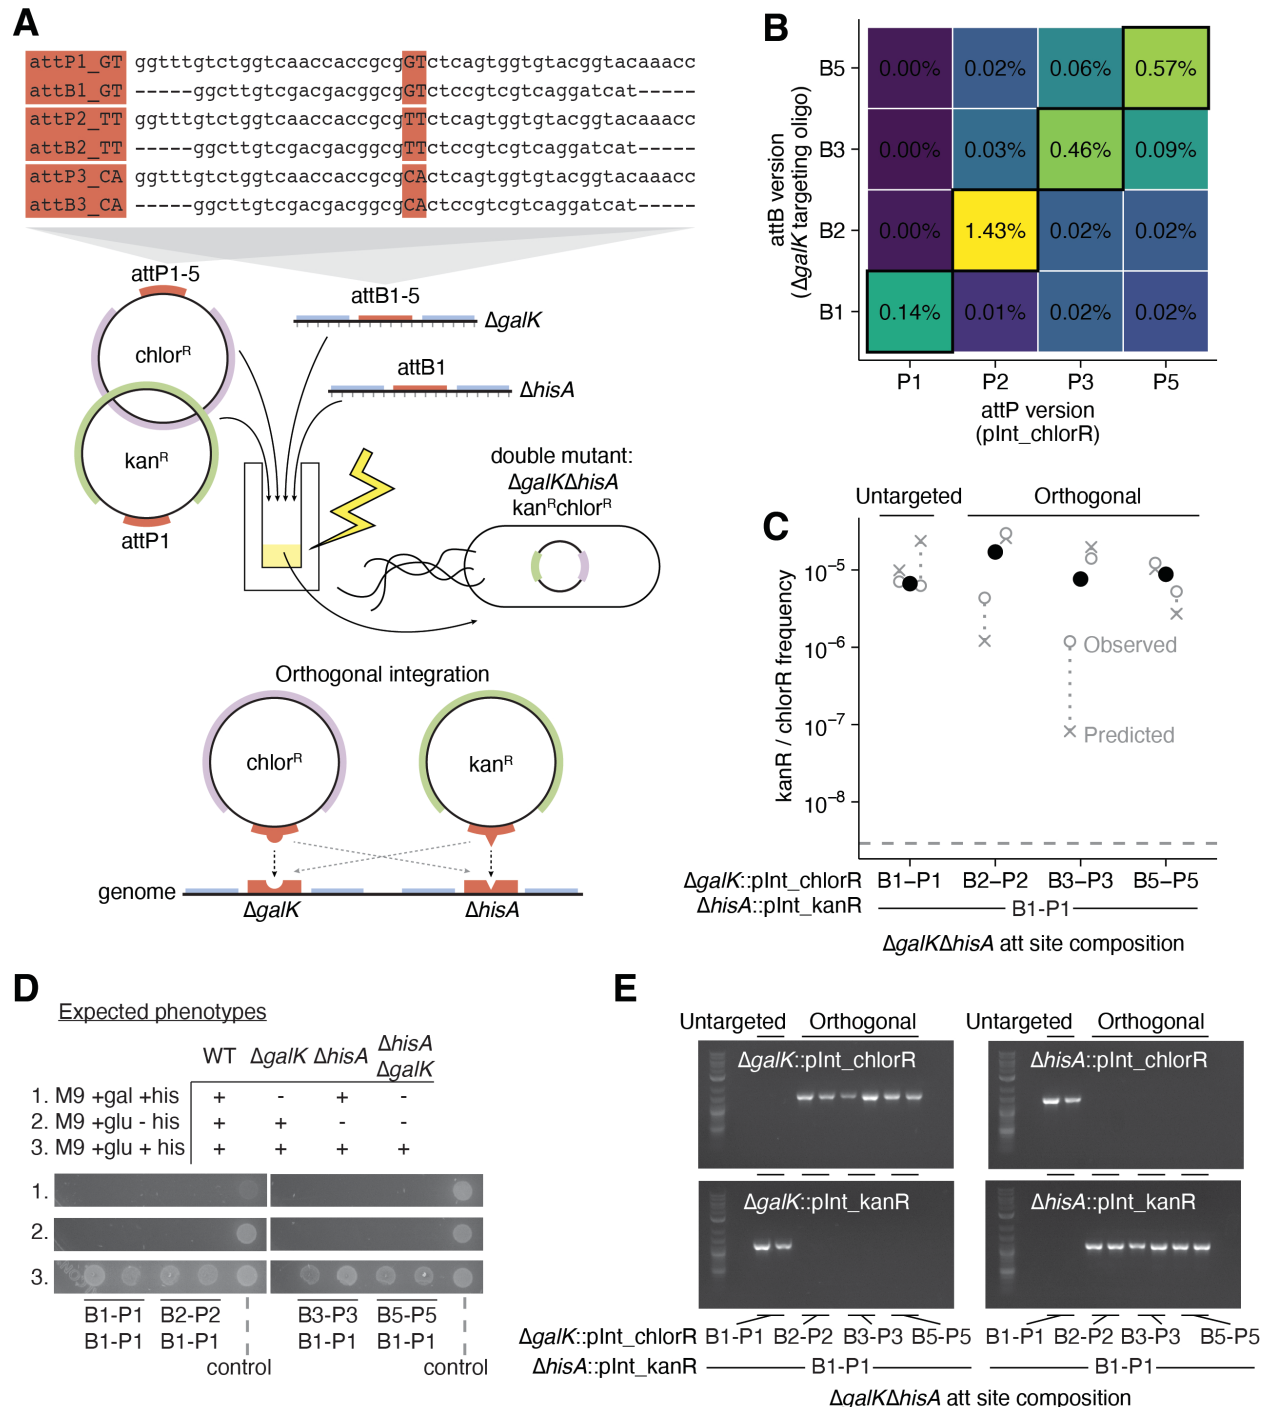 A
attP1_GT ggtttgtctggtcaaccaccgcgGTctcagtggtgtacggtacaaacc
attB1_GT -----ggcttgtcgacgacggcgGTctccgtcgtcaggatcat-----
attP2_TT ggtttgtctggtcaaccaccgcgTTctcagtggtgtacggtacaaacc
attB2_TT -----ggcttgtcgacgacggcgTTctccgtcgtcaggatcat-----
attP3_CA ggtttgtctggtcaaccaccgcgCActcagtggtgtacggtacaaacc
attB3_CA -----ggcttgtcgacgacggcgCActccgtcgtcaggatcat-----
attP1-5
attB1-5
chlorR
ΔgalK
attB1
ΔhisA
kanR
attP1
double mutant:
ΔgalKΔhisA
kanRchlorR
Orthogonal integration
chlorR
kanR
genome
ΔgalK
ΔhisA
B
attB version
(ΔgalK targeting oligo)
B5 0.00% 0.02% 0.06% 0.57%
B3 0.00% 0.03% 0.46% 0.09%
B2 0.00% 1.43% 0.02% 0.02%
B1 0.14% 0.01% 0.02% 0.02%
P1 P2 P3 P5
attP version
(pInt_chlorR)
C
Untargeted Orthogonal
kanR / chlorR frequency
10−5
10−6
10−7
10−8
Observed
Predicted
ΔgalK::pInt_chlorR B1–P1 B2–P2 B3–P3 B5–P5
ΔhisA::pInt_kanR B1-P1
ΔgalKΔhisA att site composition
D
Expected phenotypes
WT ΔgalK ΔhisA ΔhisA ΔgalK
1. M9 +gal +his + - + -
2. M9 +glu - his + + - -
3. M9 +glu + his + + + +
1.
2.
3.
B1-P1 B2-P2 B3-P3 B5-P5
B1-P1 B1-P1 B1-P1 B1-P1
control control
E
Untargeted Orthogonal Untargeted Orthogonal
ΔgalK::pInt_chlorR ΔhisA::pInt_chlorR
ΔgalK::pInt_kanR ΔhisA::pInt_kanR
ΔgalK::pInt_chlorR B1-P1 B2-P2 B3-P3 B5-P5 B1-P1 B2-P2 B3-P3 B5-P5
ΔhisA::pInt_kanR B1-P1 B1-P1
ΔgalKΔhisA att site composition